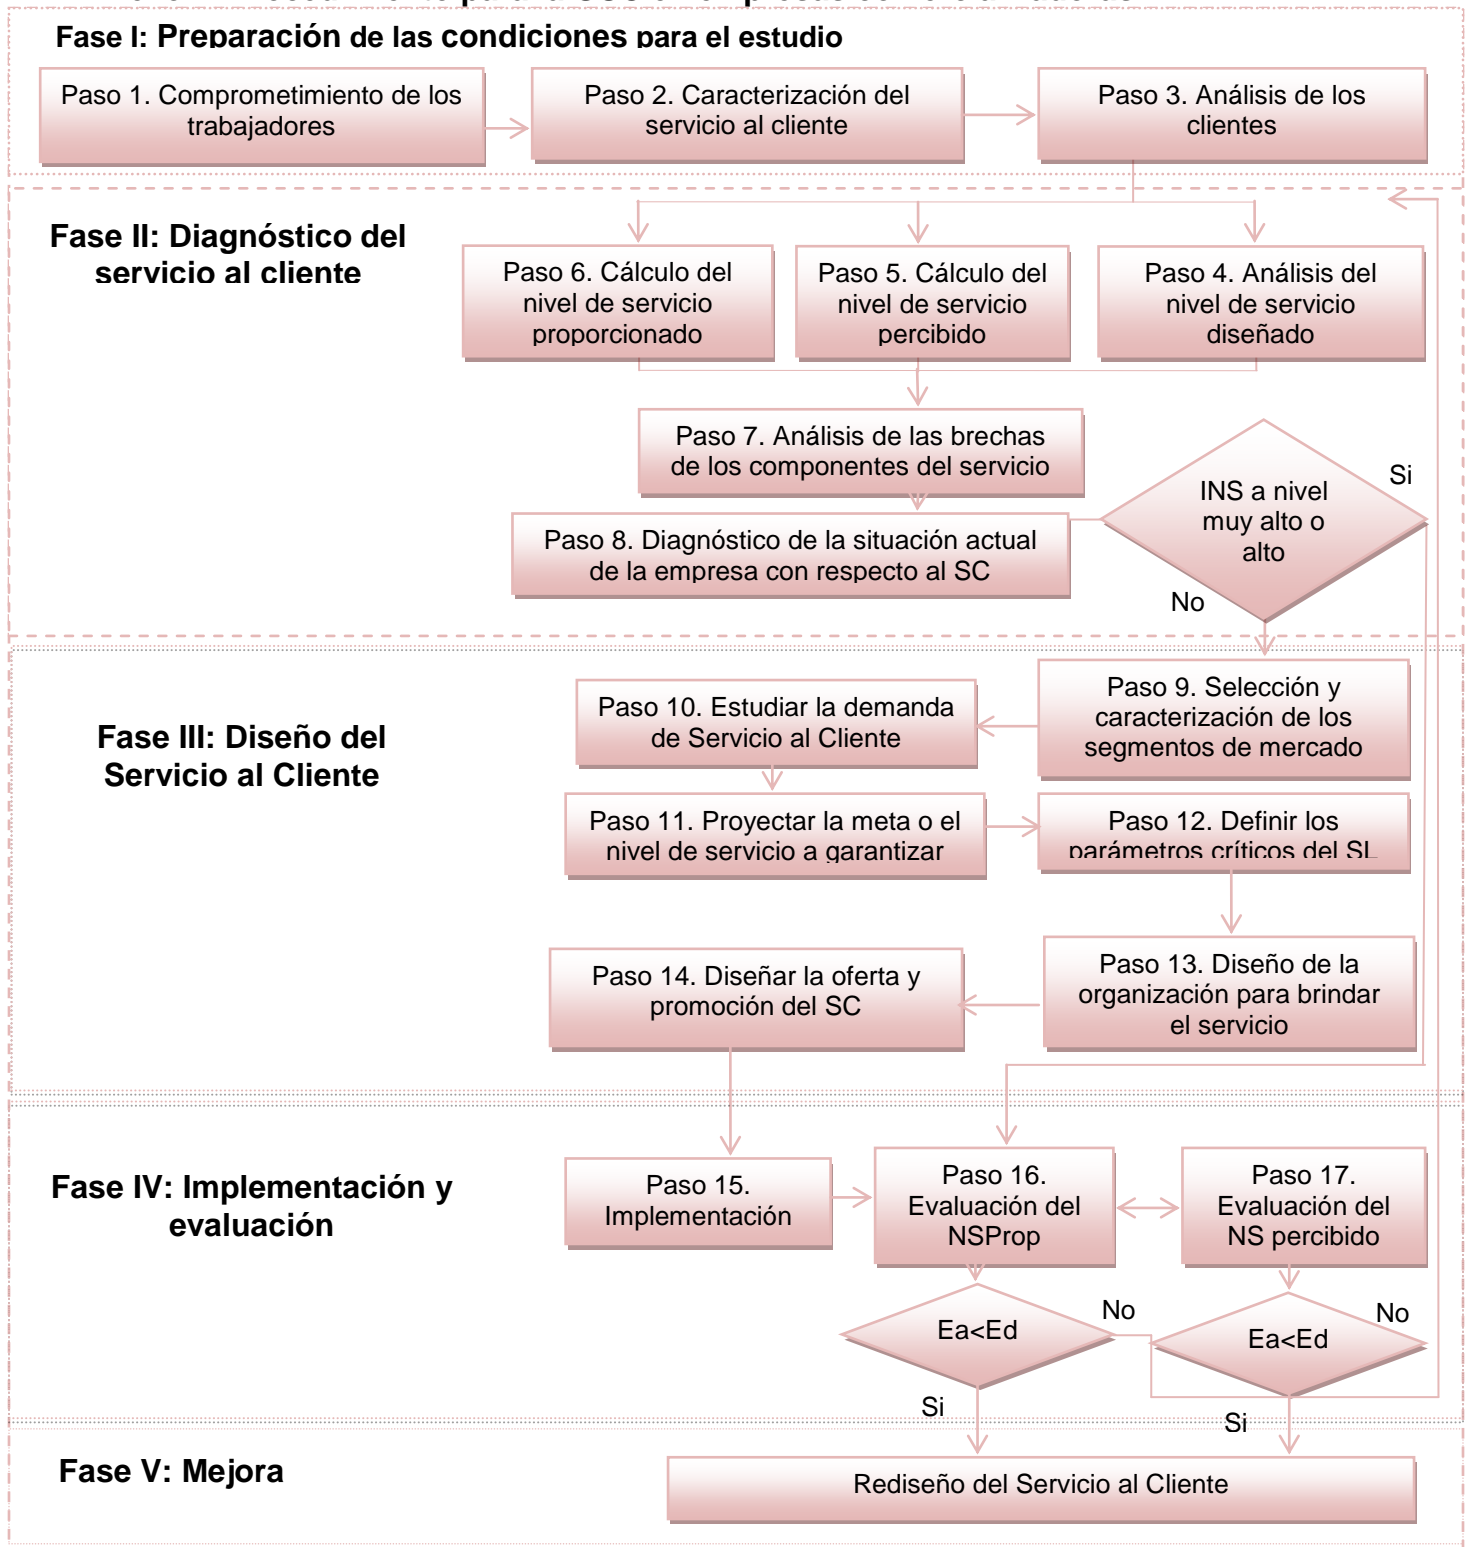 Fase I: Preparación de las condiciones para el estudio
Paso 1. Comprometimiento de los
trabajadores
Paso 2. Caracterización del
servicio al cliente
Paso 3. Análisis de los
clientes
Fase II: Diagnóstico del
servicio al cliente
Paso 6. Cálculo del
nivel de servicio
proporcionado
Paso 5. Cálculo del
nivel de servicio
percibido
Paso 4. Análisis del
nivel de servicio
diseñado
Paso 7. Análisis de las brechas
de los componentes del servicio
INS a nivel
muy alto o
alto
Si
Paso 8. Diagnóstico de la situación actual
de la empresa con respecto al SC
No
Fase III: Diseño del
Servicio al Cliente
Paso 10. Estudiar la demanda
de Servicio al Cliente
Paso 9. Selección y
caracterización de los
segmentos de mercado
Paso 11. Proyectar la meta o el
nivel de servicio a garantizar
Paso 12. Definir los
parámetros críticos del SL
Paso 14. Diseñar la oferta y
promoción del SC
Paso 13. Diseño de la
organización para brindar
el servicio
Fase IV: Implementación y
evaluación
Paso 15.
Implementación
Paso 16.
Evaluación del
NSProp
Paso 17.
Evaluación del
NS percibido
Ea<Ed
No
Ea<Ed
No
Si
Si
Fase V: Mejora
Rediseño del Servicio al Cliente